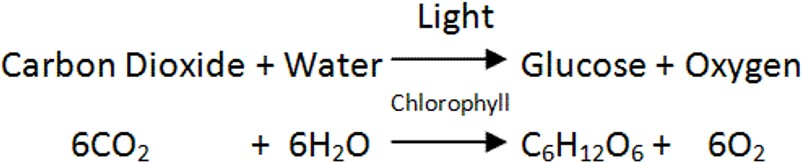 Light
Carbon Dioxide + Water ⟶ Glucose + Oxygen
Chlorophyll
6CO₂ + 6H₂O ⟶ C₆H₁₂O₆ + 6O₂